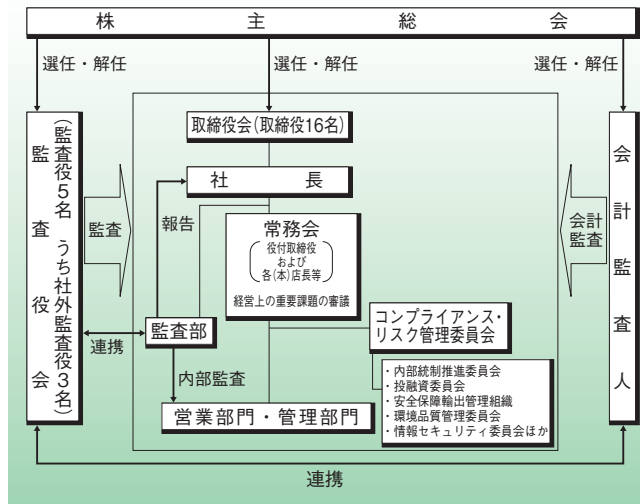 株主総会
選任・解任
選任・解任
選任・解任
取締役会(取締役16名)
社長
監査役会
(監査役5名 うち社外監査役3名)
監査
報告
常務会
役付取締役
および
各(本)店長等
経営上の重要課題の審議
会計
監査
会計監査人
監査部
連携
コンプライアンス・
リスク管理委員会
内部監査
・内部統制推進委員会
・投融資委員会
・安全保障輸出管理組織
・環境品質管理委員会
・情報セキュリティ委員会ほか
営業部門・管理部門
連携